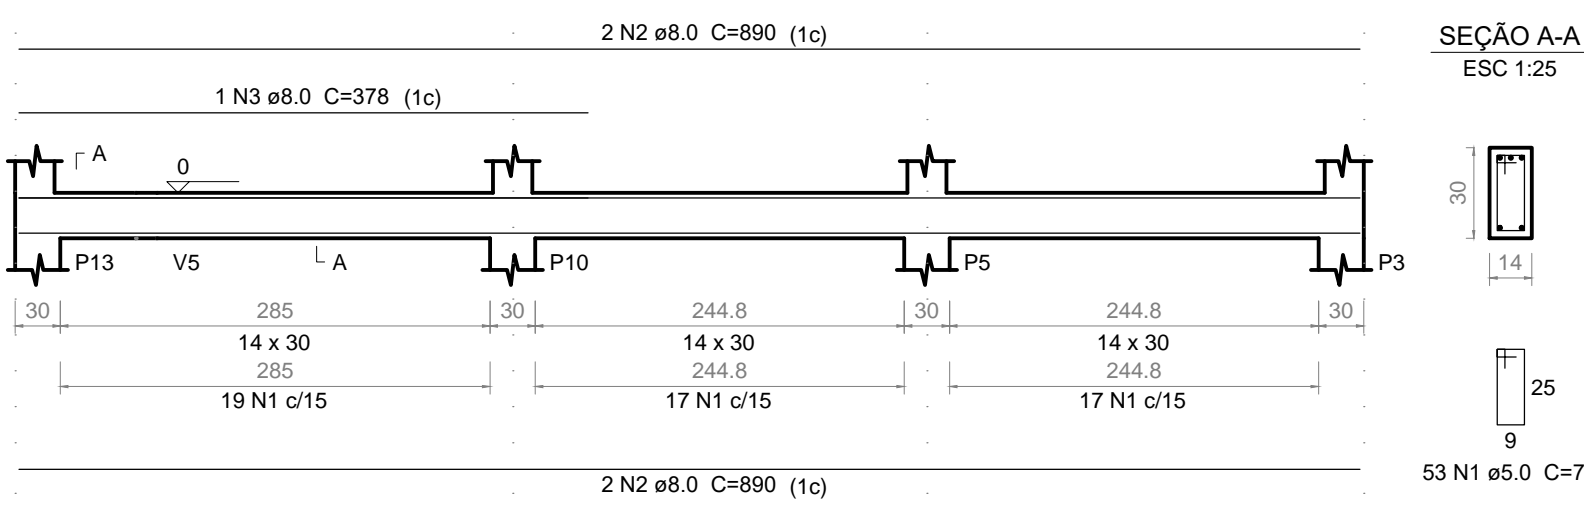 2 N2 ø8.0 C=890 (1c)
SEÇÃO A-A
ESC 1:25
1 N3 ø8.0 C=378 (1c)
A
0
30
P13 V5 A P10 P5 P3
14
30 285 30 244.8 30 244.8 30
14 x 30 14 x 30 14 x 30
285 244.8 244.8
19 N1 c/15 17 N1 c/15 17 N1 c/15
25
9
53 N1 ø5.0 C=7
2 N2 ø8.0 C=890 (1c)